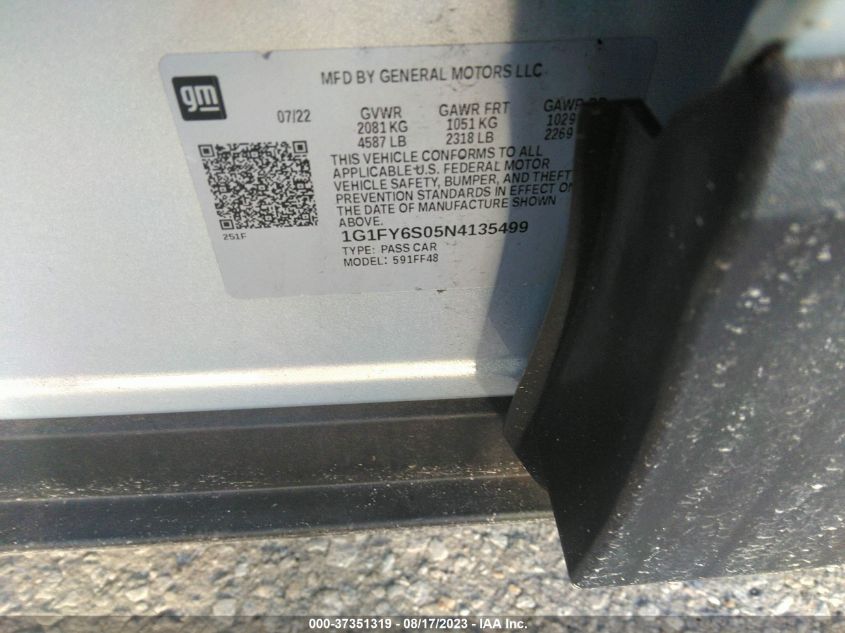 gm
MFD BY GENERAL MOTORS LLC
07/22
GVWR GAWR FRT GAWR
2081 KG 1051 KG 1029
4587 LB 2318 LB 2269
THIS VEHICLE CONFORMS TO ALL
APPLICABLE U.S. FEDERAL MOTOR
VEHICLE SAFETY, BUMPER, AND THEFT
PREVENTION STANDARDS IN EFFECT ON
THE DATE OF MANUFACTURE SHOWN
ABOVE.
251F
1G1FY6S05N4135499
TYPE: PASS CAR
MODEL: 591FF48
000-37351319 - 08/17/2023 - IAA Inc.